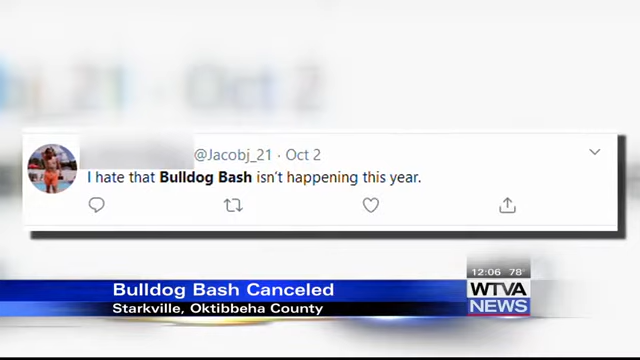 @Jacobj_21 · Oct 2
I hate that Bulldog Bash isn't happening this year.
12:06 78°
Bulldog Bash Canceled
WTVA
Starkville, Oktibbeha County
NEWS